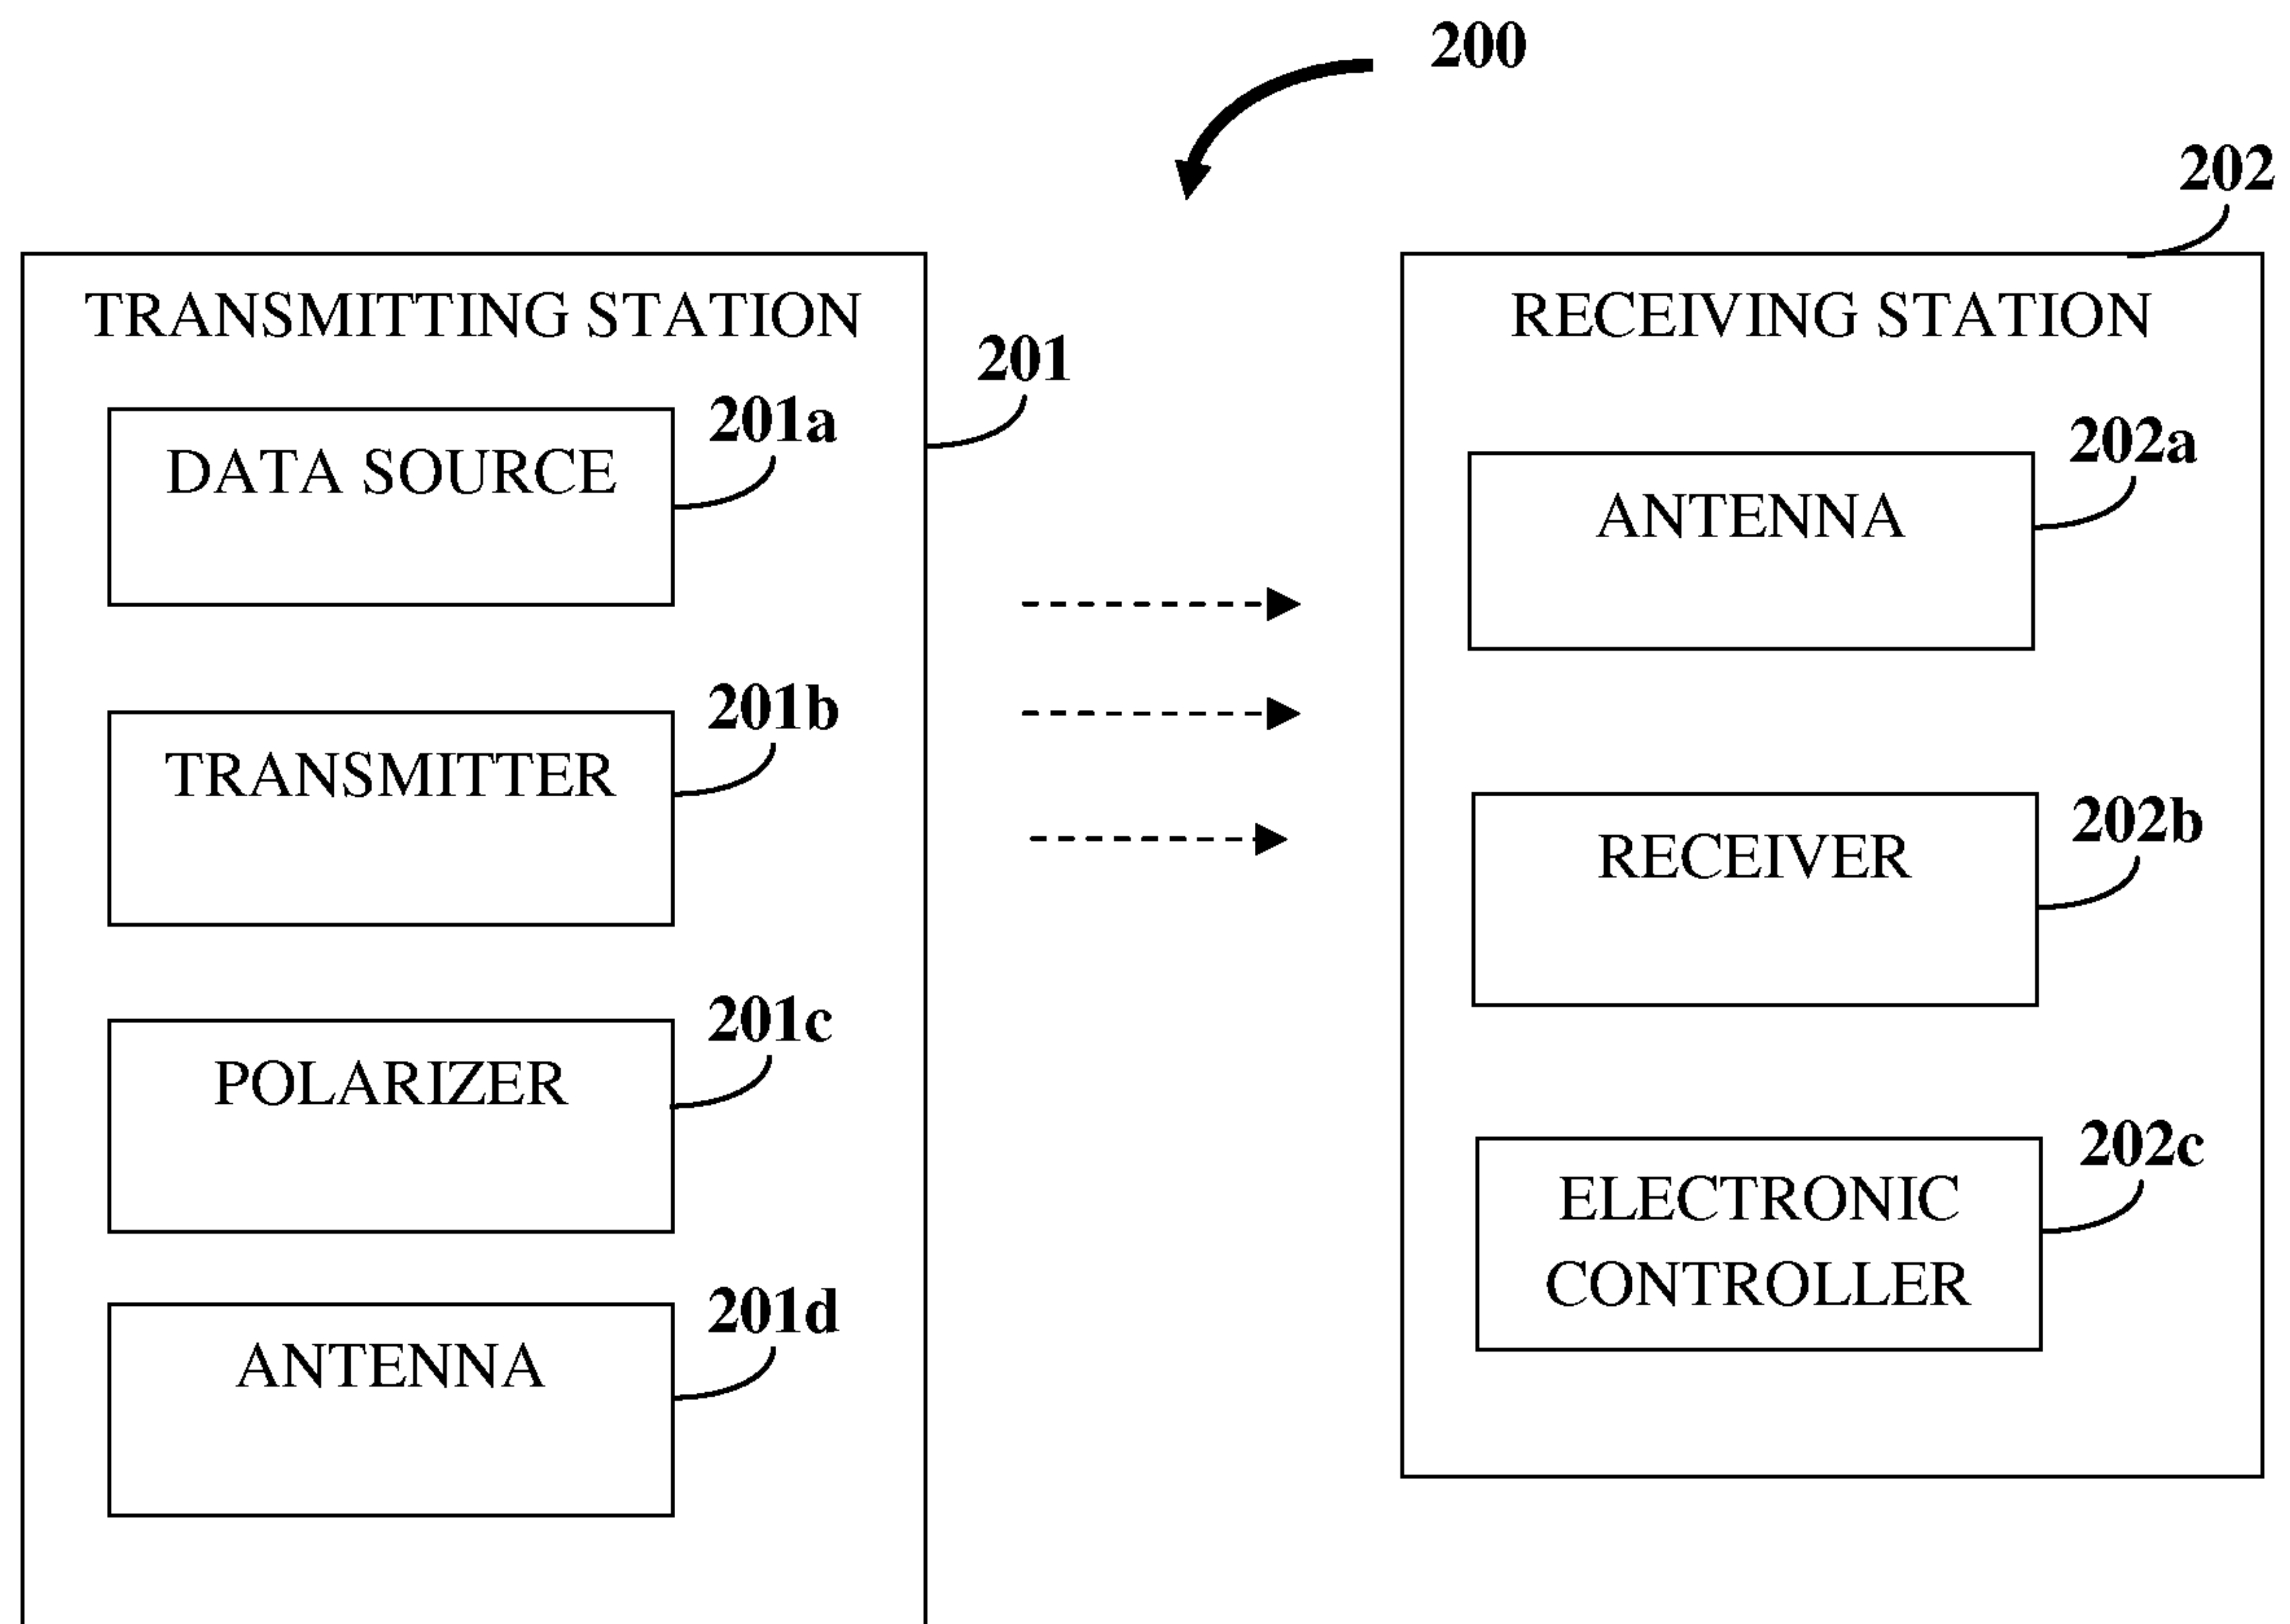 200
202
TRANSMITTING STATION
201
201a
DATA SOURCE
201b
TRANSMITTER
201c
POLARIZER
201d
ANTENNA
RECEIVING STATION
202a
ANTENNA
202b
RECEIVER
202c
ELECTRONIC
CONTROLLER